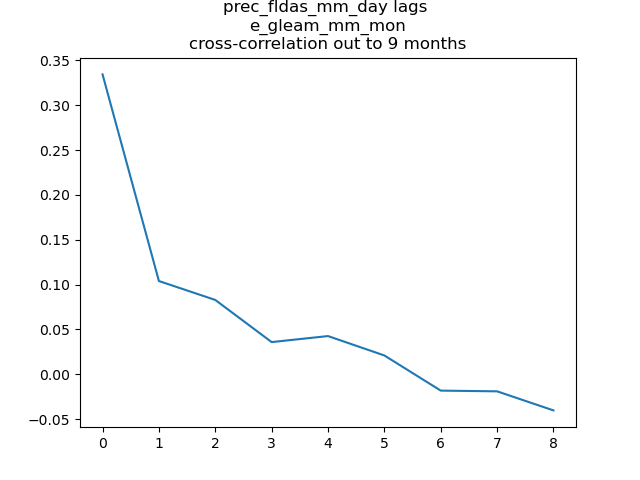 prec_fldas_mm_day lags
e_gleam_mm_mon
cross-correlation out to 9 months
0.35
0.30
0.25
0.20
0.15
0.10
0.05
0.00
−0.05
0 1 2 3 4 5 6 7 8